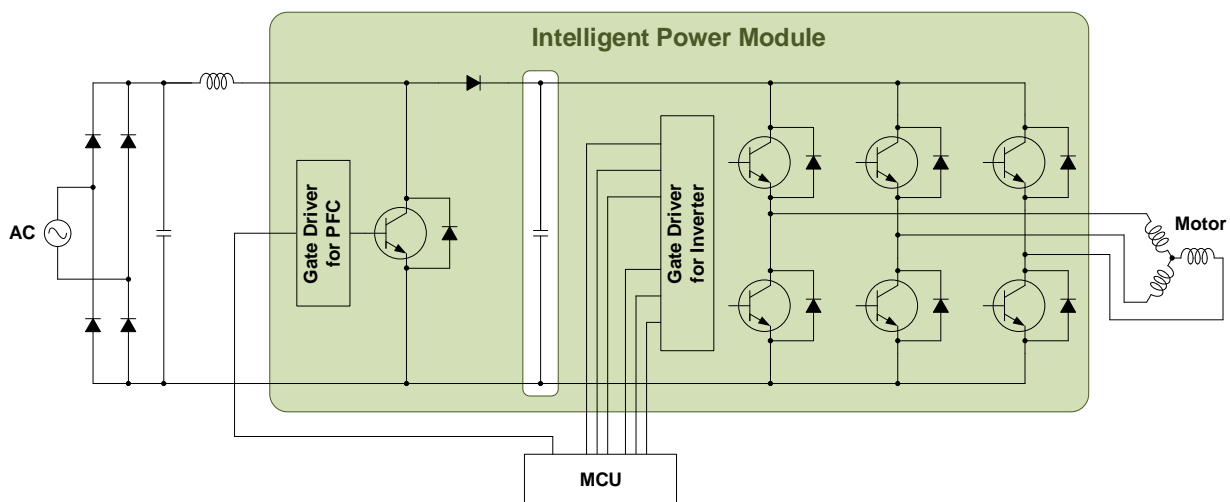 Intelligent Power Module
AC
Gate Driver
for PFC
Gate Driver
for Inverter
Motor
MCU